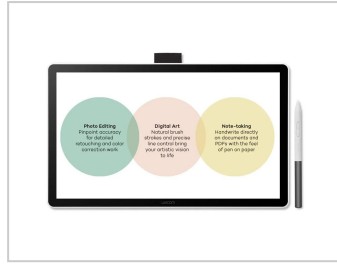 Photo Editing
Pinpoint accuracy
for detailed
retouching and color
correction work
Digital Art
Natural brush
strokes and precise
line control bring
your artistic vision
to life
Note-taking
Handwrite directly
on documents and
PDFs with the feel
of pen on paper
wacom